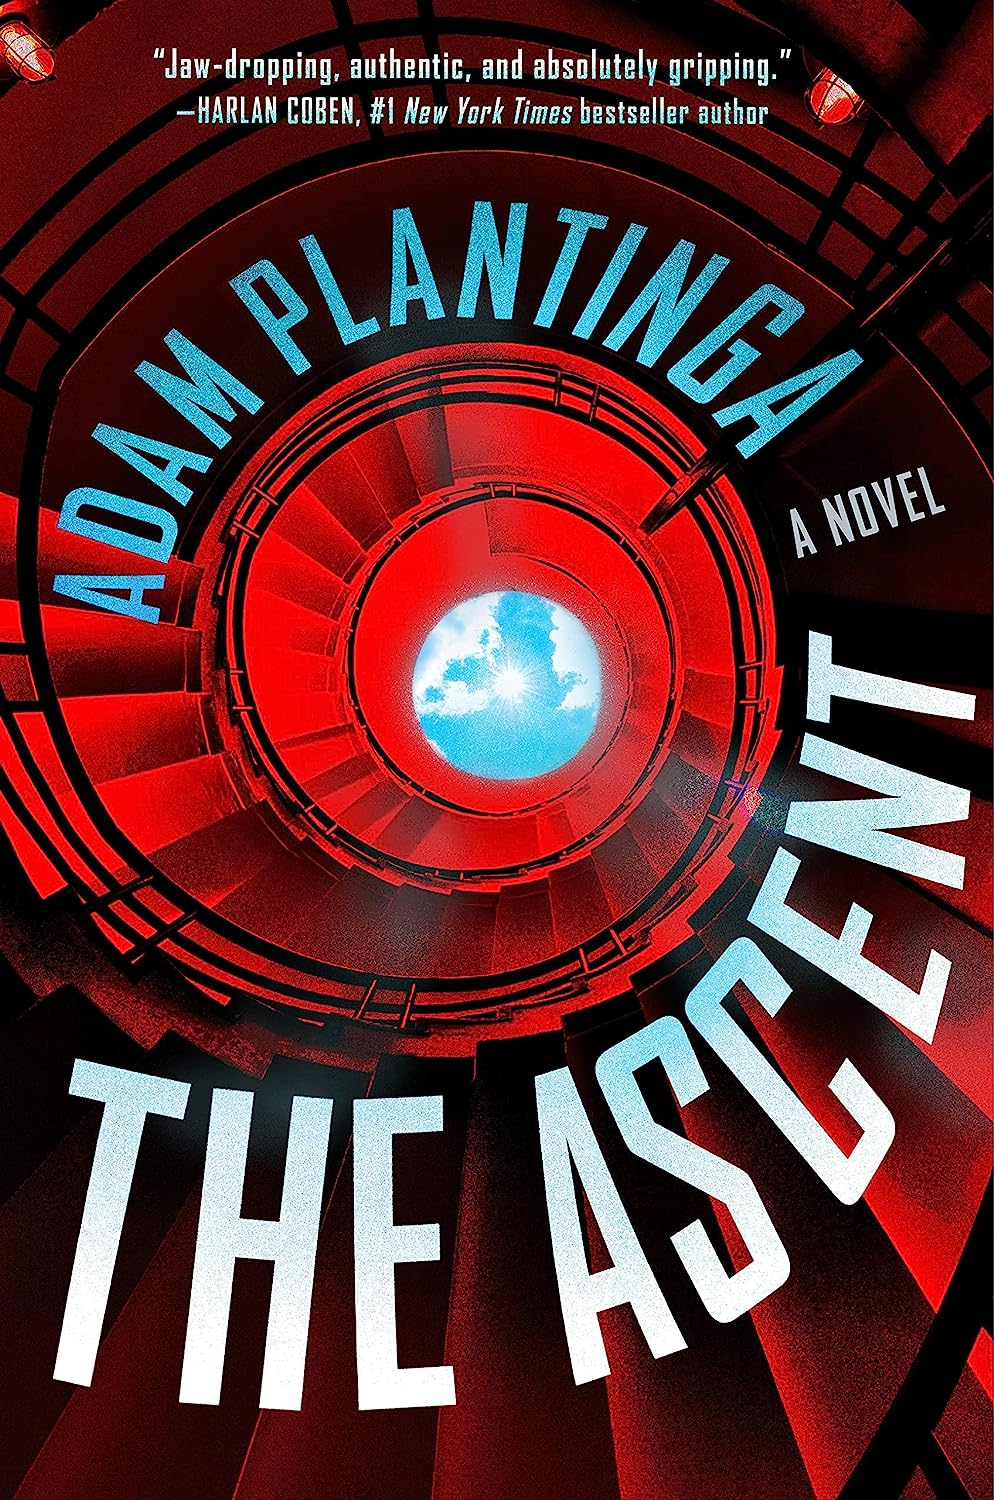 “Jaw-dropping, authentic, and absolutely gripping.”
—HARLAN COBEN, #1 New York Times bestseller author
ADAM PLANTINGA
A NOVEL
THE ASCENT